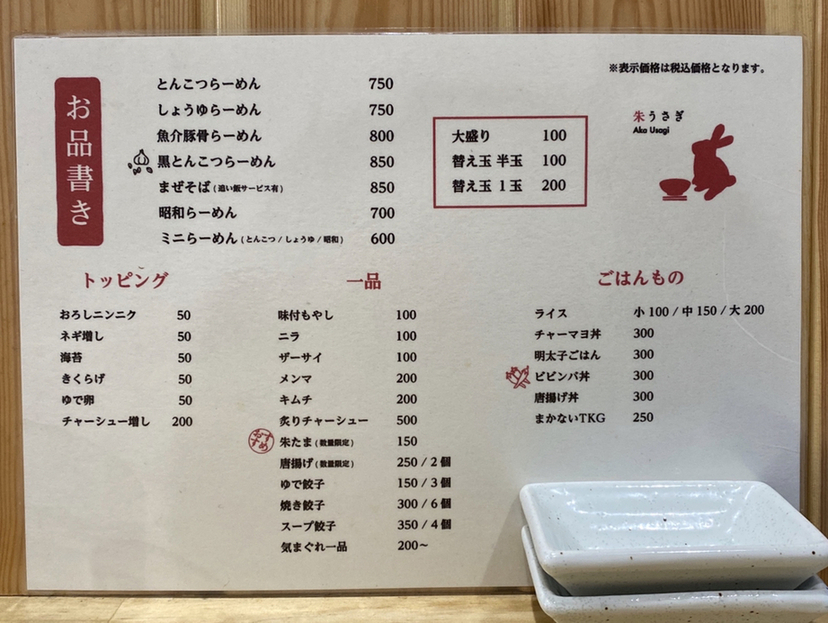 ※表示価格は税込価格となります。
お品書き
とんこつらーめん 750
しょうゆらーめん 750
魚介豚骨らーめん 800
黒とんこつらーめん 850
まぜそば(追い飯サービス有) 850
昭和らーめん 700
ミニらーめん(とんこつ/しょうゆ/昭和) 600
大盛り 100
替え玉 半玉 100
替え玉 1玉 200
朱うさぎ
Aka Usagi
トッピング
おろしニンニク 50
ネギ増し 50
海苔 50
きくらげ 50
ゆで卵 50
チャーシュー増し 200
一品
味付もやし 100
ニラ 100
ザーサイ 100
メンマ 200
キムチ 200
炙りチャーシュー 500
おすすめ
朱たま(数量限定) 150
唐揚げ(数量限定) 250 / 2個
ゆで餃子 150 / 3個
焼き餃子 300 / 6個
スープ餃子 350 / 4個
気まぐれ一品 200~
ごはんもの
ライス 小100 / 中150 / 大200
チャーマヨ丼 300
明太子ごはん 300
ビビンバ丼 300
唐揚げ丼 300
まかないTKG 250